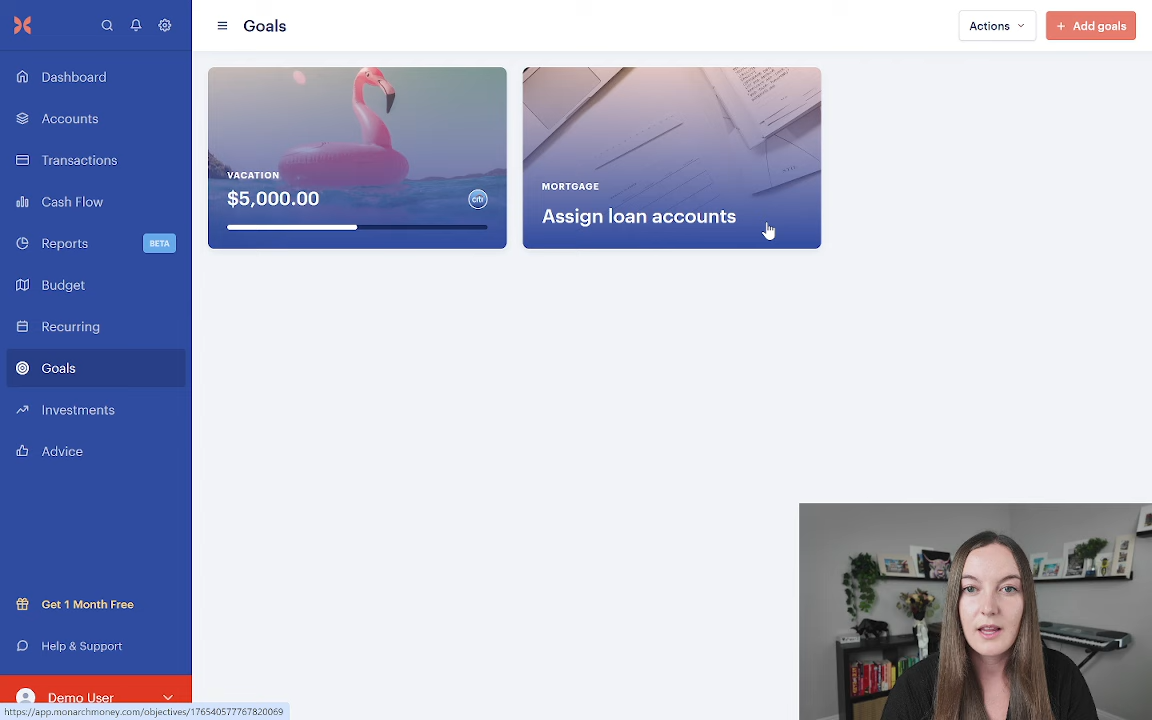 Goals
Actions
+ Add goals
Dashboard
Accounts
Transactions
Cash Flow
Reports
BETA
Budget
Recurring
Goals
Investments
Advice
Get 1 Month Free
Help & Support
Demo User
https://app.monarchmoney.com/objectives/176540577767820069
VACATION
$5,000.00
citi
MORTGAGE
Assign loan accounts